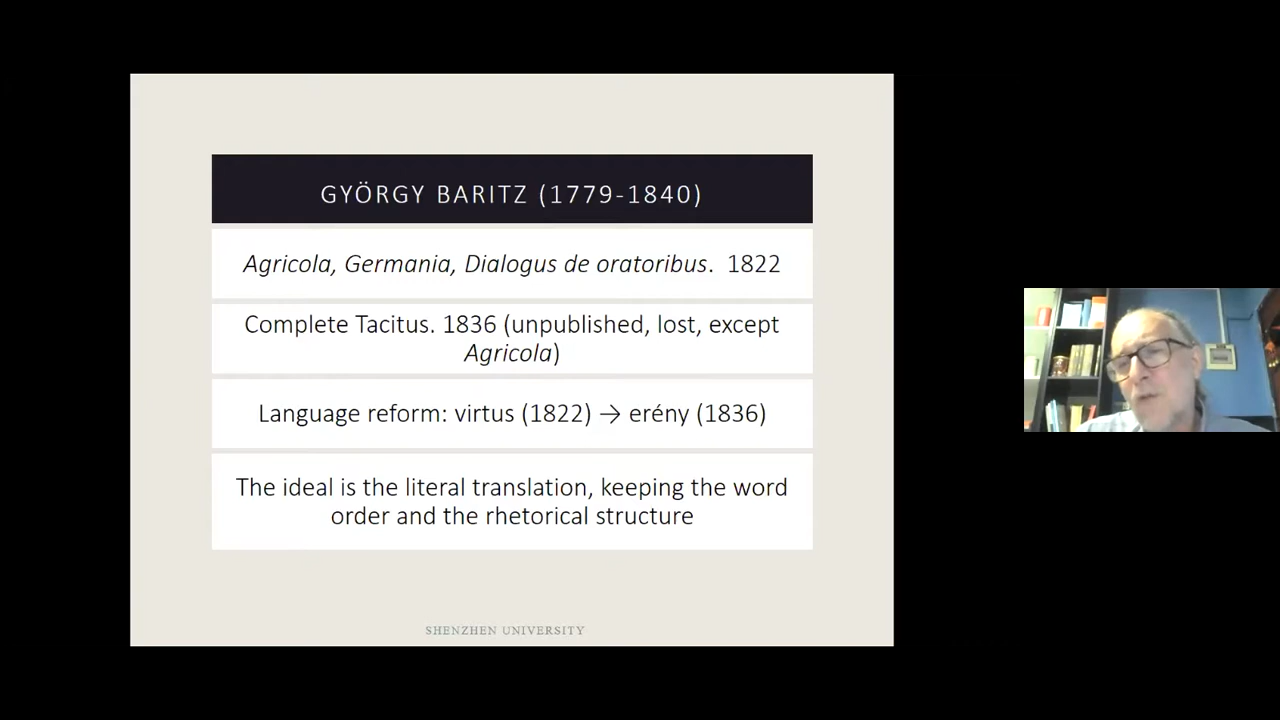 GYÖRGY BARITZ (1779-1840)
Agricola, Germania, Dialogus de oratoribus.  1822
Complete Tacitus. 1836 (unpublished, lost, except
Agricola)
Language reform: virtus (1822) → erény (1836)
The ideal is the literal translation, keeping the word
order and the rhetorical structure
SHENZHEN UNIVERSITY